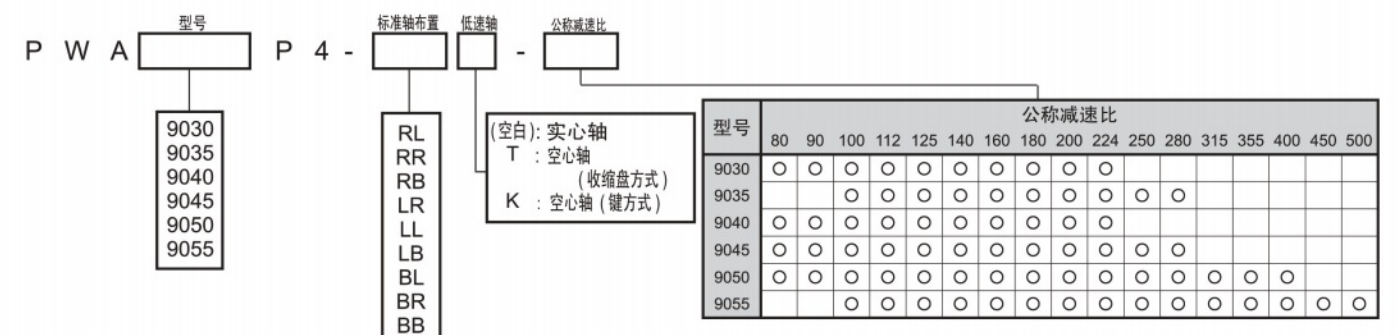 型号 标准轴布置 低速轴 公称减速比
P W A P 4 - -
9030
9035
9040
9045
9050
9055
RL
RR
RB
LR
LL
LB
BL
BR
BB
(空白): 实心轴
T : 空心轴
(收缩盘方式)
K : 空心轴 (键方式)
型号 公称减速比
80 90 100 112 125 140 160 180 200 224 250 280 315 355 400 450 500
9030 ○ ○ ○ ○ ○ ○ ○ ○ ○ ○
9035 ○ ○ ○ ○ ○ ○ ○ ○ ○ ○
9040 ○ ○ ○ ○ ○ ○ ○ ○ ○ ○
9045 ○ ○ ○ ○ ○ ○ ○ ○ ○ ○ ○ ○
9050 ○ ○ ○ ○ ○ ○ ○ ○ ○ ○ ○ ○ ○ ○ ○
9055 ○ ○ ○ ○ ○ ○ ○ ○ ○ ○ ○ ○ ○ ○ ○